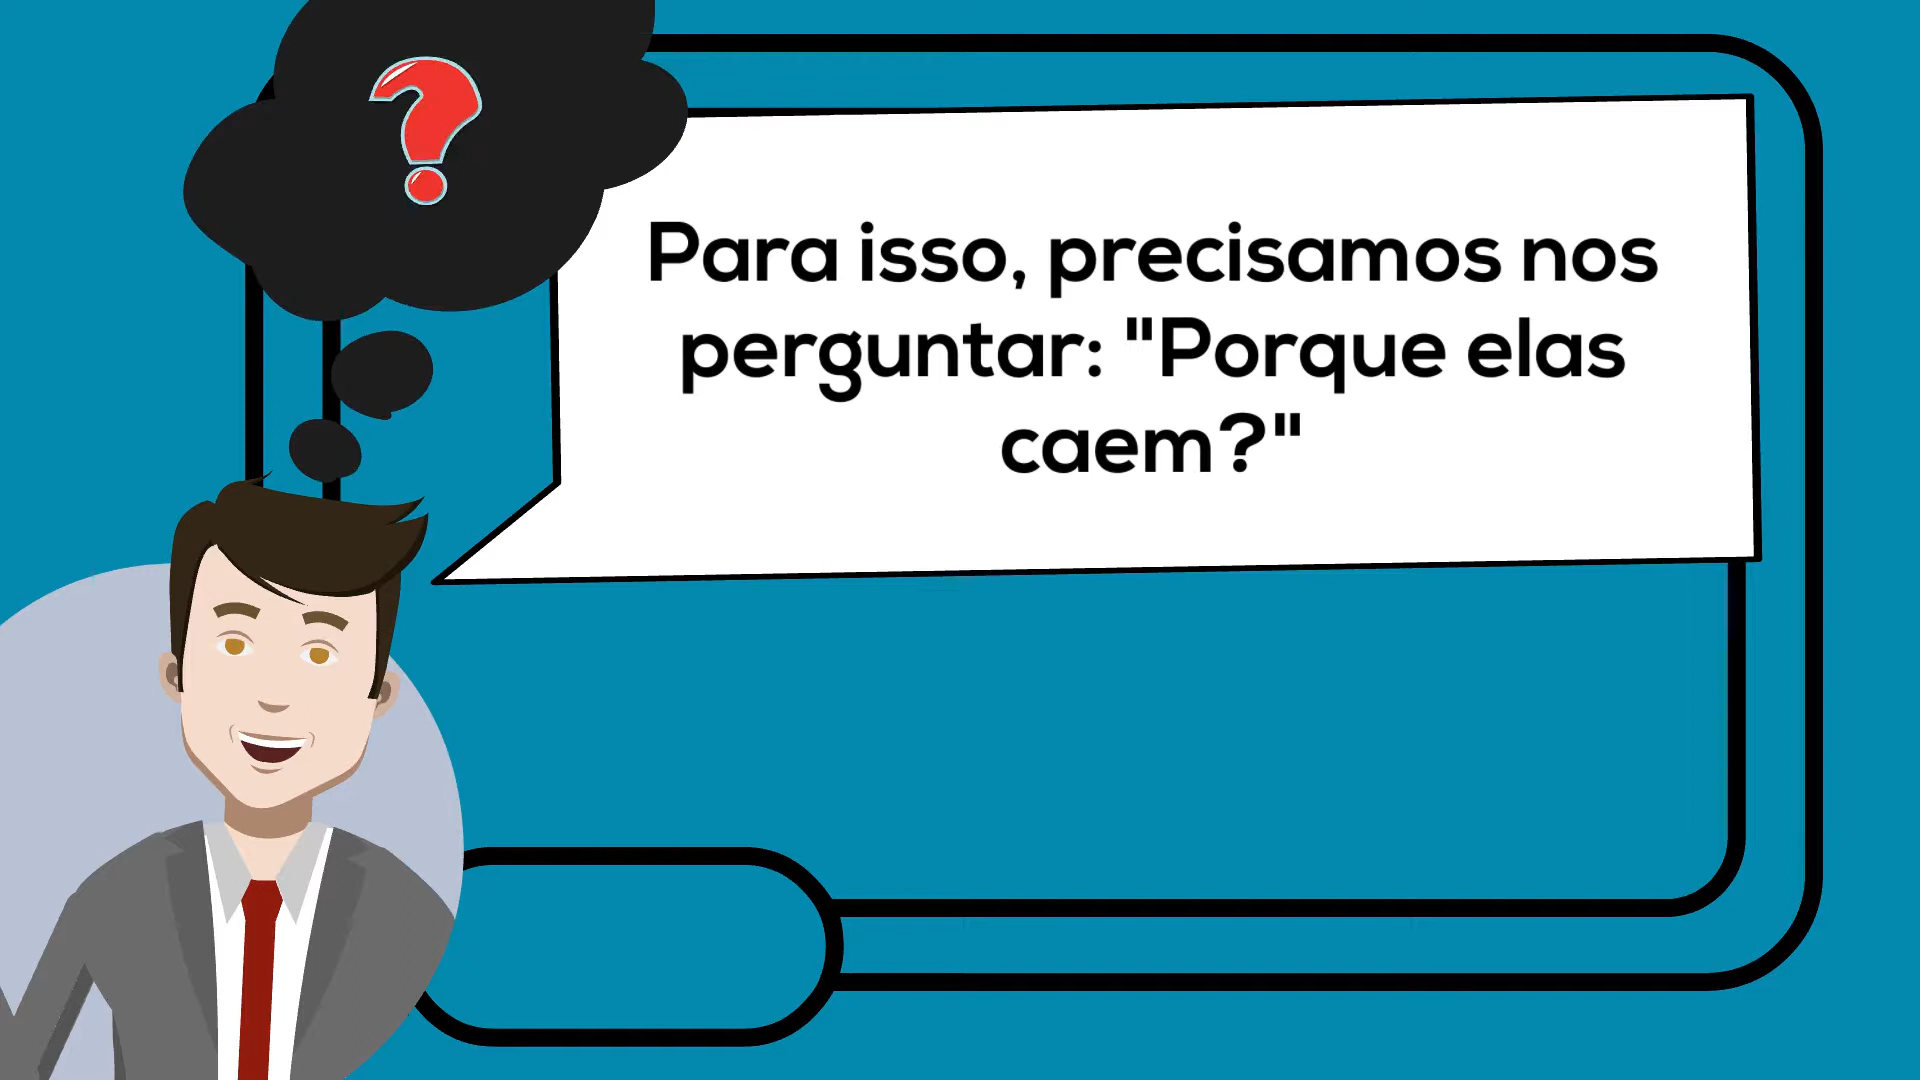 ?
Para isso, precisamos nos
perguntar: "Porque elas
caem?"